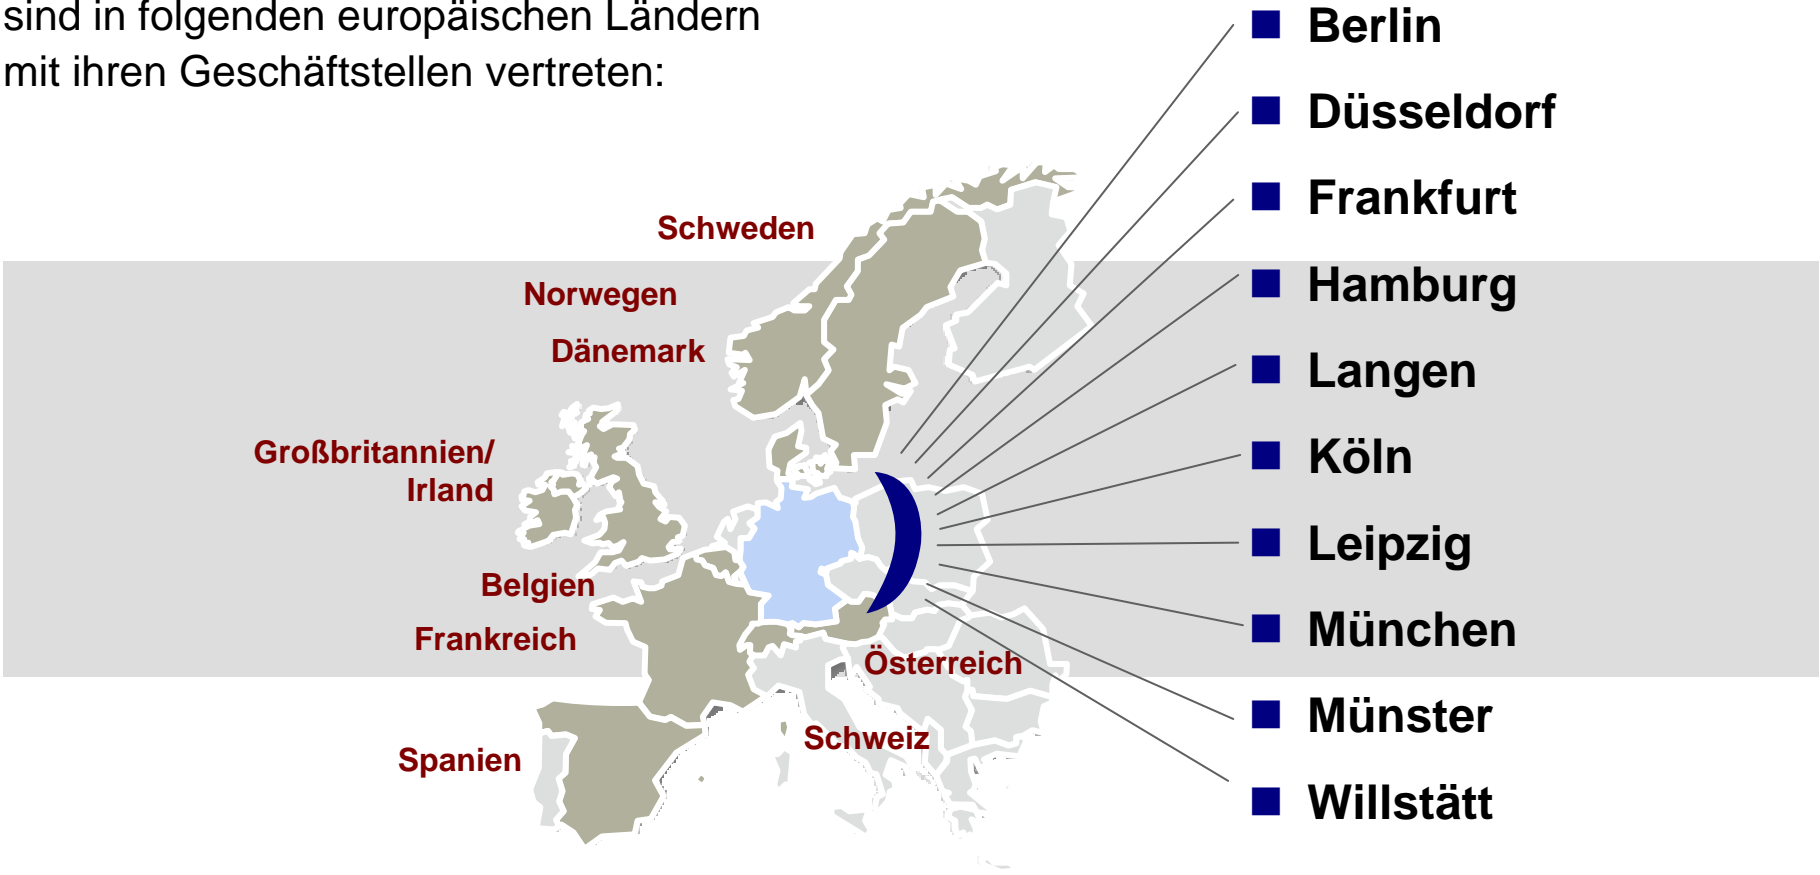 sind in folgenden europäischen Ländern
mit ihren Geschäftstellen vertreten:
Schweden
Norwegen
Dänemark
Großbritannien/
Irland
Belgien
Frankreich
Österreich
Schweiz
Spanien
Berlin
Düsseldorf
Frankfurt
Hamburg
Langen
Köln
Leipzig
München
Münster
Willstätt